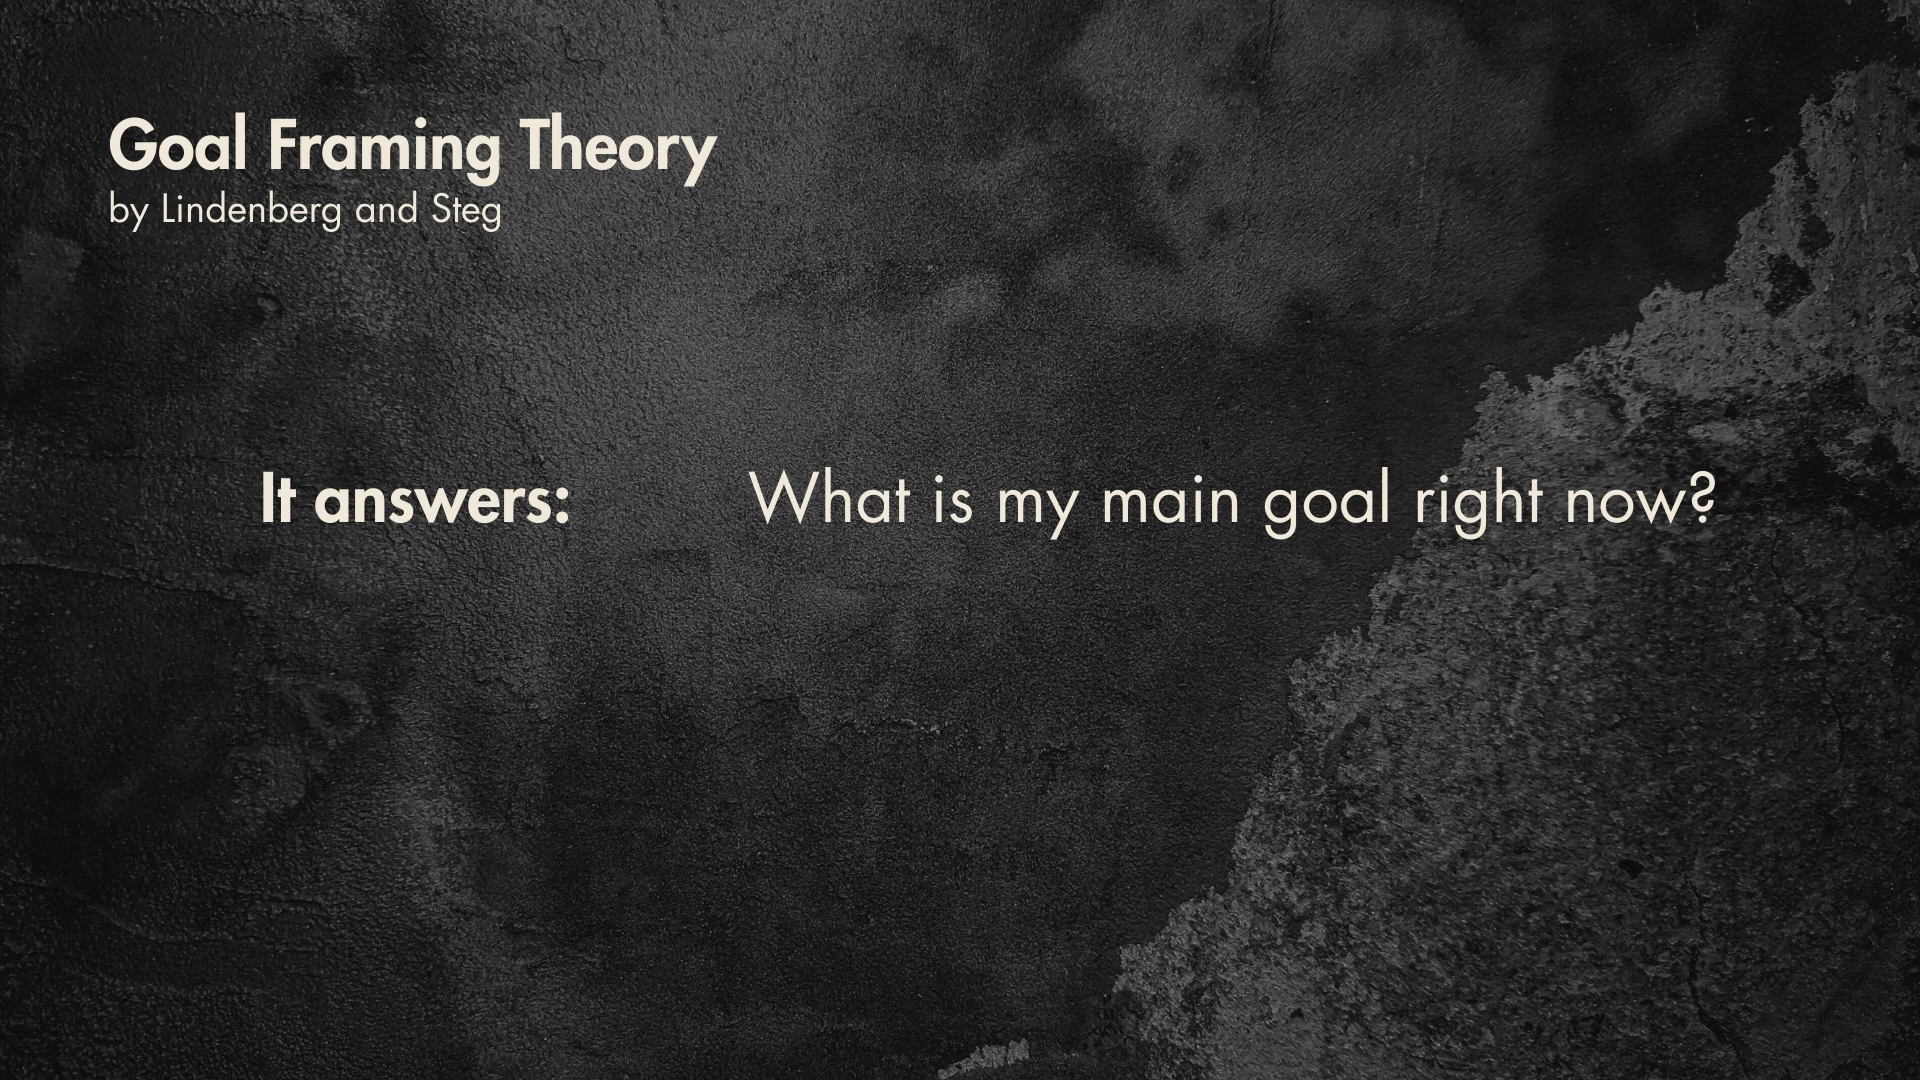 Goal Framing Theory
by Lindenberg and Steg
It answers: What is my main goal right now?